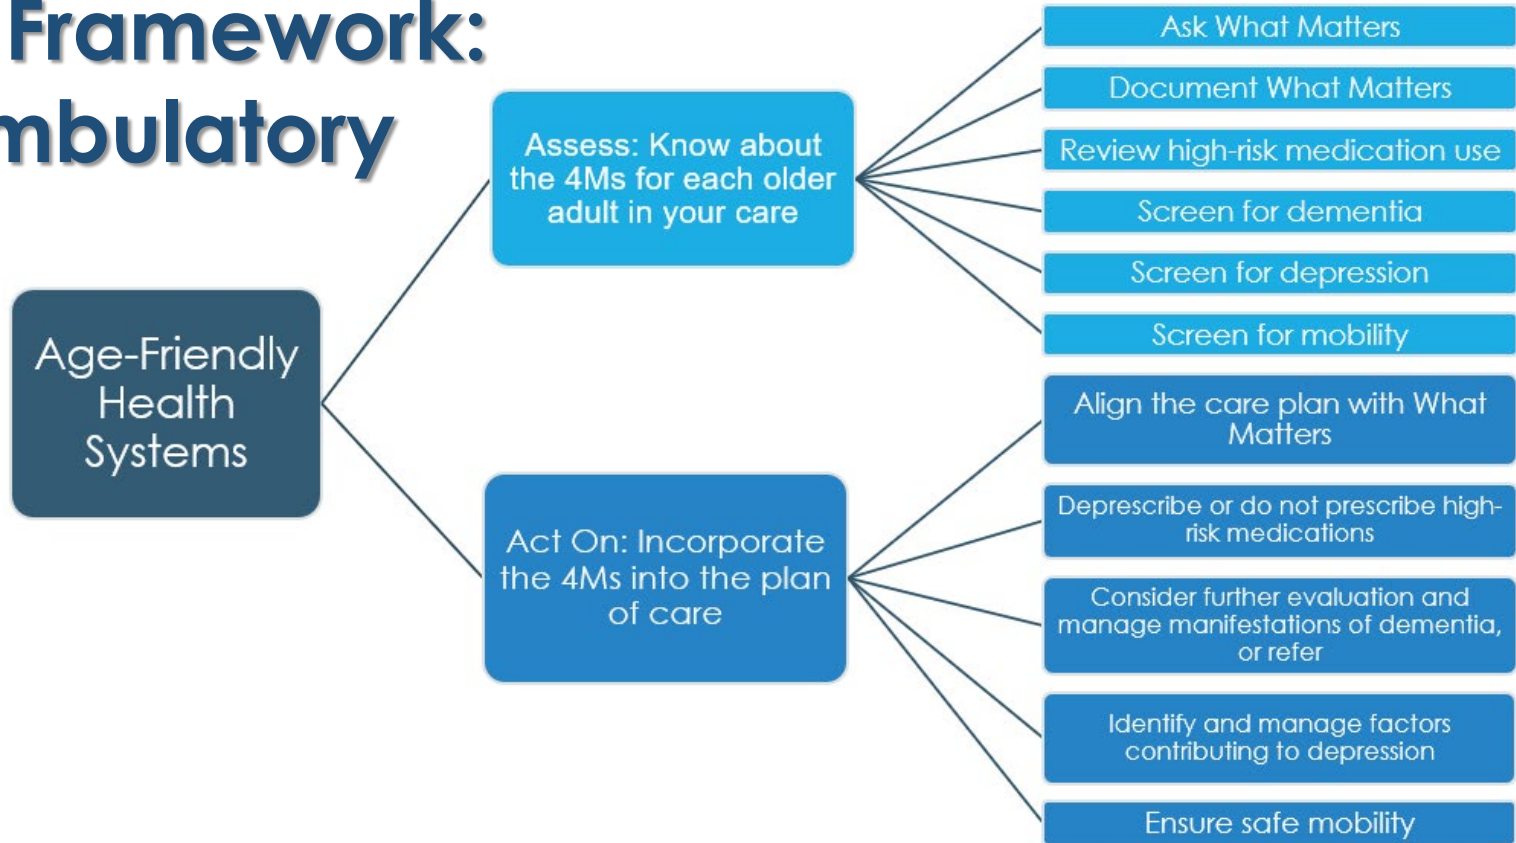 Framework:
mbulatory
Age-Friendly
Health
Systems
Assess: Know about
the 4Ms for each older
adult in your care
Ask What Matters
Document What Matters
Review high-risk medication use
Screen for dementia
Screen for depression
Screen for mobility
Act On: Incorporate
the 4Ms into the plan
of care
Align the care plan with What
Matters
Deprescribe or do not prescribe high-
risk medications
Consider further evaluation and
manage manifestations of dementia,
or refer
Identify and manage factors
contributing to depression
Ensure safe mobility